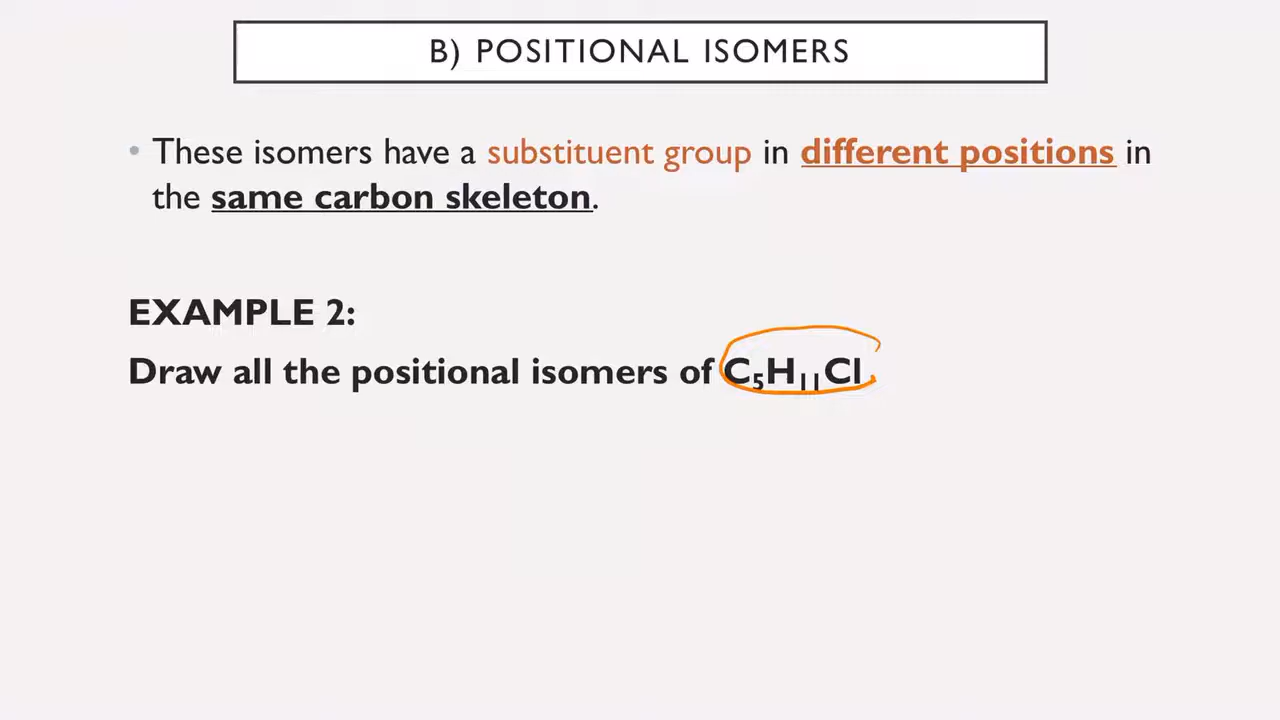 B) POSITIONAL ISOMERS
• These isomers have a substituent group in different positions in
the same carbon skeleton.
EXAMPLE 2:
Draw all the positional isomers of C₅H₁₁Cl